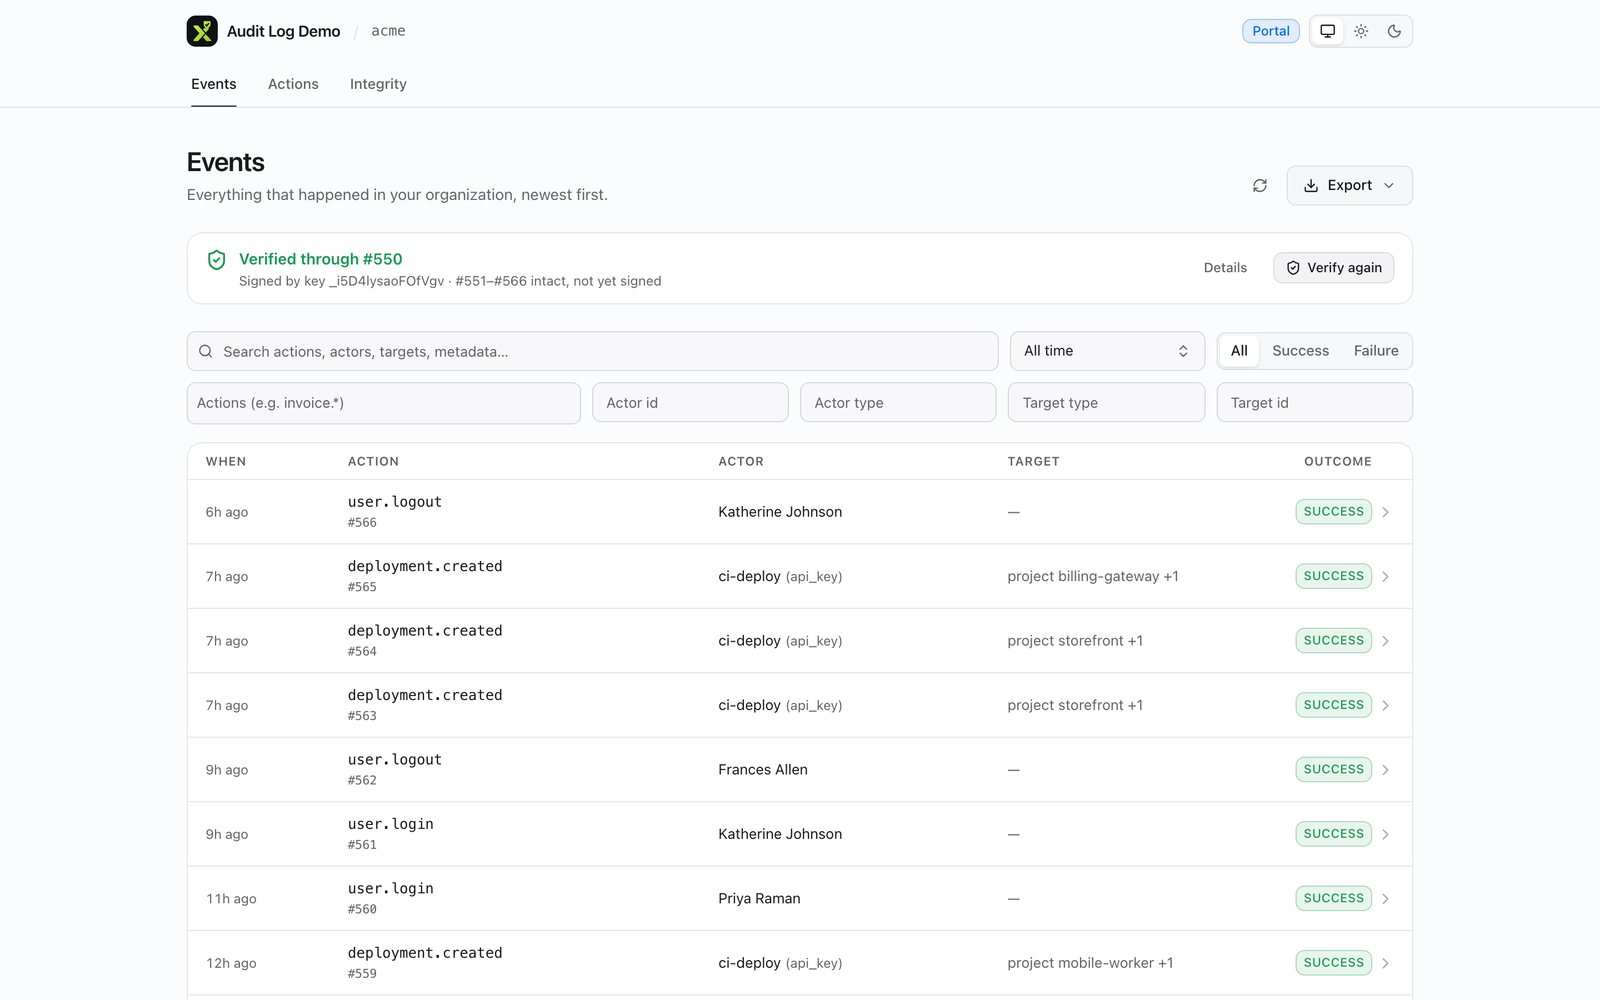 Audit Log Demo / acme
Portal
Events Actions Integrity
Events
Everything that happened in your organization, newest first.
Export
Verified through #550
Signed by key _i5D4lysaoFOfVgv · #551–#566 intact, not yet signed
Details
Verify again
Search actions, actors, targets, metadata...
All time
All Success Failure
Actions (e.g. invoice.*)
Actor id
Actor type
Target type
Target id
WHEN ACTION ACTOR TARGET OUTCOME
6h ago user.logout Katherine Johnson — SUCCESS
#566
7h ago deployment.created ci-deploy (api_key) project billing-gateway +1 SUCCESS
#565
7h ago deployment.created ci-deploy (api_key) project storefront +1 SUCCESS
#564
7h ago deployment.created ci-deploy (api_key) project storefront +1 SUCCESS
#563
9h ago user.logout Frances Allen — SUCCESS
#562
9h ago user.login Katherine Johnson — SUCCESS
#561
11h ago user.login Priya Raman — SUCCESS
#560
12h ago deployment.created ci-deploy (api_key) project mobile-worker +1 SUCCESS
#559